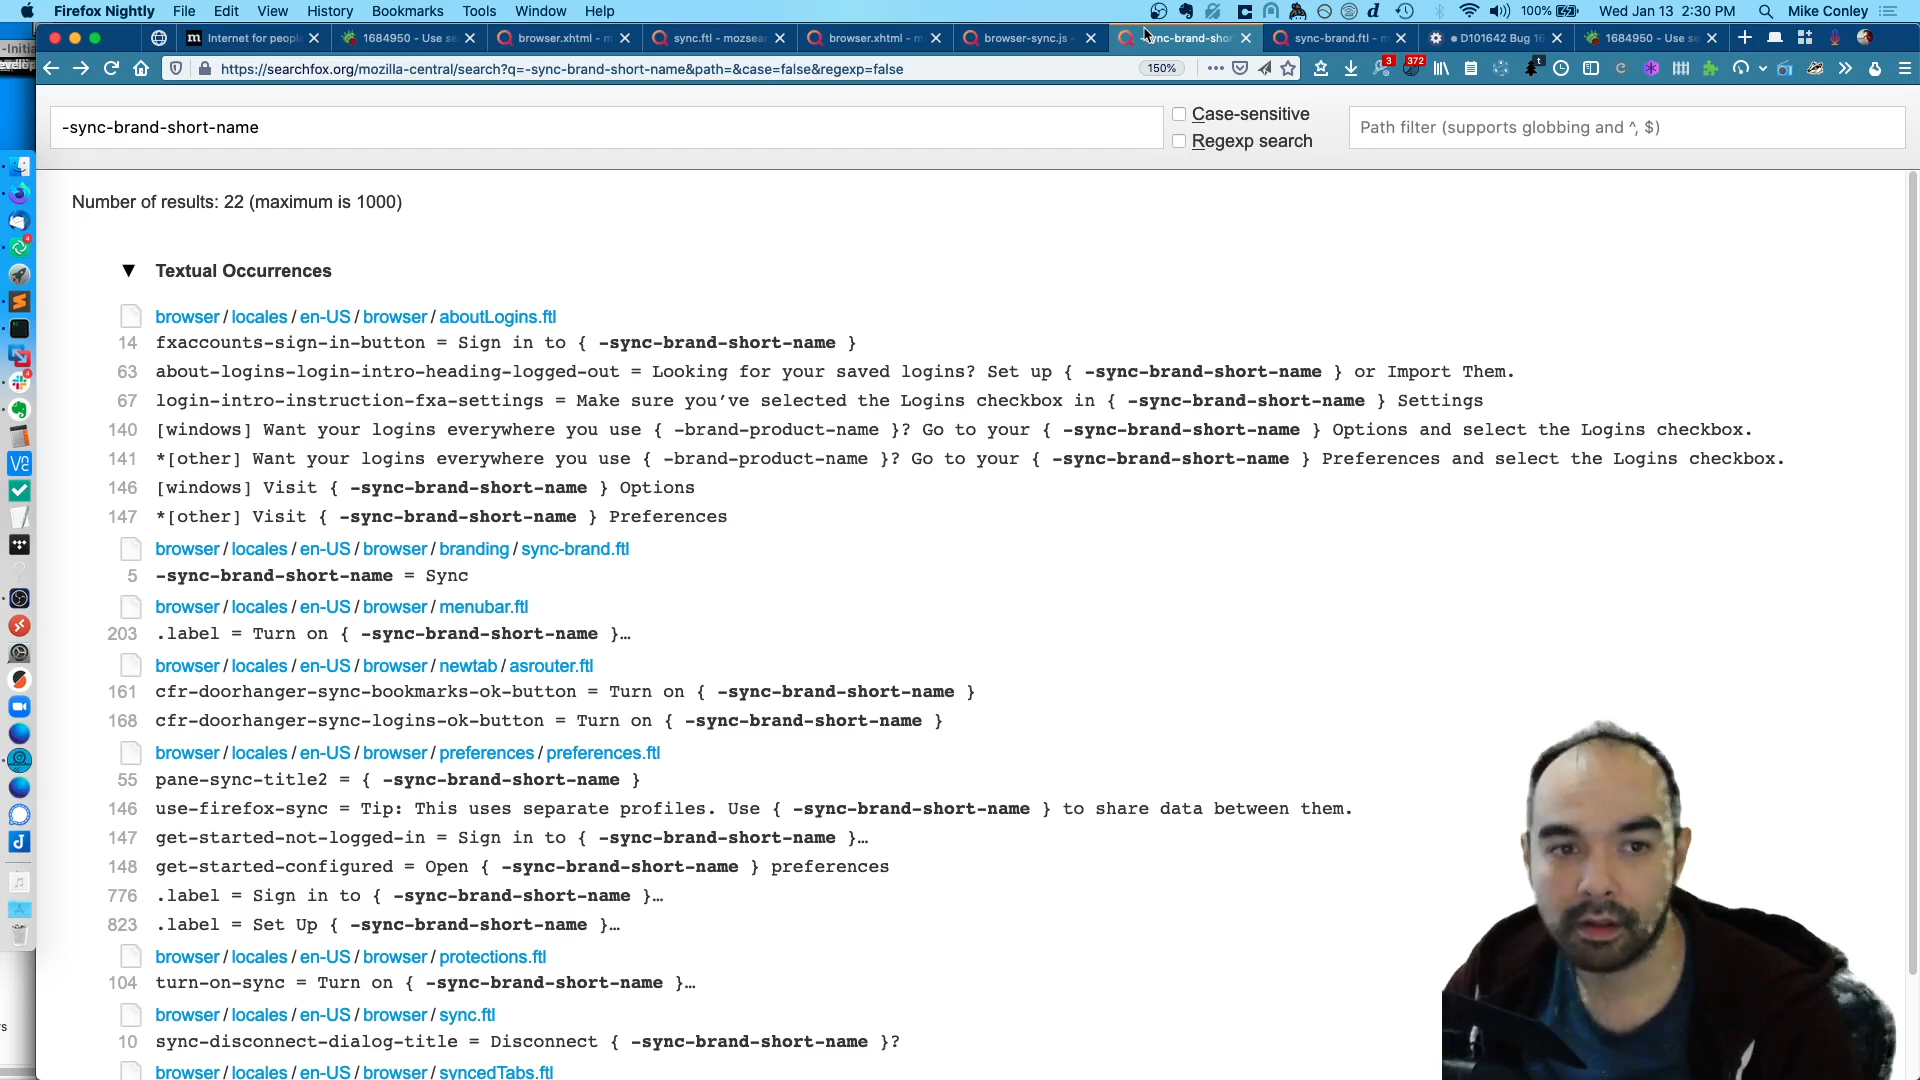 Firefox Nightly File Edit View History Bookmarks Tools Window Help 100% Wed Jan 13 2:30 PM Mike Conley
Internet for people 1684950 - Use se browser.xhtml - m sync.ftl - mozsear browser.xhtml - m browser-sync.js - -sync-brand-shor sync-brand.ftl - m D101642 Bug 16 1684950 - Use se
https://searchfox.org/mozilla-central/search?q=-sync-brand-short-name&path=&case=false&regexp=false 150% 3 372
-sync-brand-short-name
Case-sensitive
Regexp search
Path filter (supports globbing and ^, $)
Number of results: 22 (maximum is 1000)
▼ Textual Occurrences
browser / locales / en-US / browser / aboutLogins.ftl
14 fxaccounts-sign-in-button = Sign in to { -sync-brand-short-name }
63 about-logins-login-intro-heading-logged-out = Looking for your saved logins? Set up { -sync-brand-short-name } or Import Them.
67 login-intro-instruction-fxa-settings = Make sure you’ve selected the Logins checkbox in { -sync-brand-short-name } Settings
140 [windows] Want your logins everywhere you use { -brand-product-name }? Go to your { -sync-brand-short-name } Options and select the Logins checkbox.
141 *[other] Want your logins everywhere you use { -brand-product-name }? Go to your { -sync-brand-short-name } Preferences and select the Logins checkbox.
146 [windows] Visit { -sync-brand-short-name } Options
147 *[other] Visit { -sync-brand-short-name } Preferences
browser / locales / en-US / browser / branding / sync-brand.ftl
5 -sync-brand-short-name = Sync
browser / locales / en-US / browser / menubar.ftl
203 .label = Turn on { -sync-brand-short-name }…
browser / locales / en-US / browser / newtab / asrouter.ftl
161 cfr-doorhanger-sync-bookmarks-ok-button = Turn on { -sync-brand-short-name }
168 cfr-doorhanger-sync-logins-ok-button = Turn on { -sync-brand-short-name }
browser / locales / en-US / browser / preferences / preferences.ftl
55 pane-sync-title2 = { -sync-brand-short-name }
146 use-firefox-sync = Tip: This uses separate profiles. Use { -sync-brand-short-name } to share data between them.
147 get-started-not-logged-in = Sign in to { -sync-brand-short-name }…
148 get-started-configured = Open { -sync-brand-short-name } preferences
776 .label = Sign in to { -sync-brand-short-name }…
823 .label = Set Up { -sync-brand-short-name }…
browser / locales / en-US / browser / protections.ftl
104 turn-on-sync = Turn on { -sync-brand-short-name }…
browser / locales / en-US / browser / sync.ftl
10 sync-disconnect-dialog-title = Disconnect { -sync-brand-short-name }?
browser / locales / en-US / browser / syncedTabs.ftl